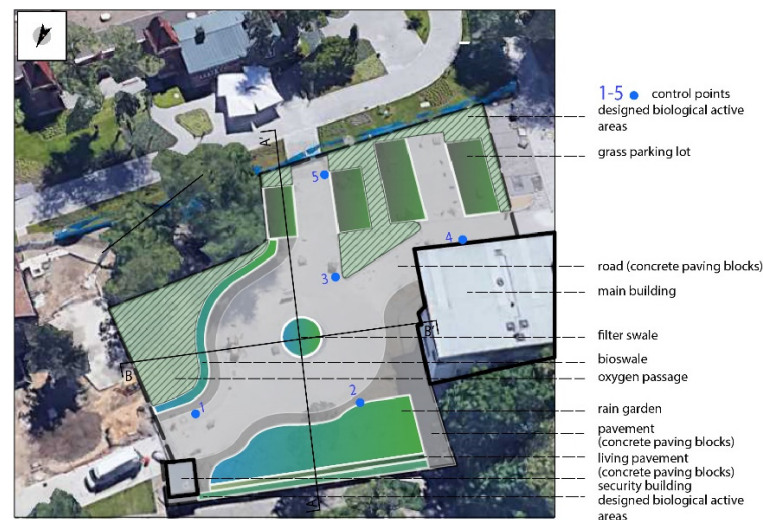 1-5 control points
designed biological active
areas
grass parking lot
road (concrete paving blocks)
main building
filter swale
bioswale
oxygen passage
rain garden
pavement
(concrete paving blocks)
living pavement
(concrete paving blocks)
security building
designed biological active
areas
A'
5
4
3
B'
B
2
1
A